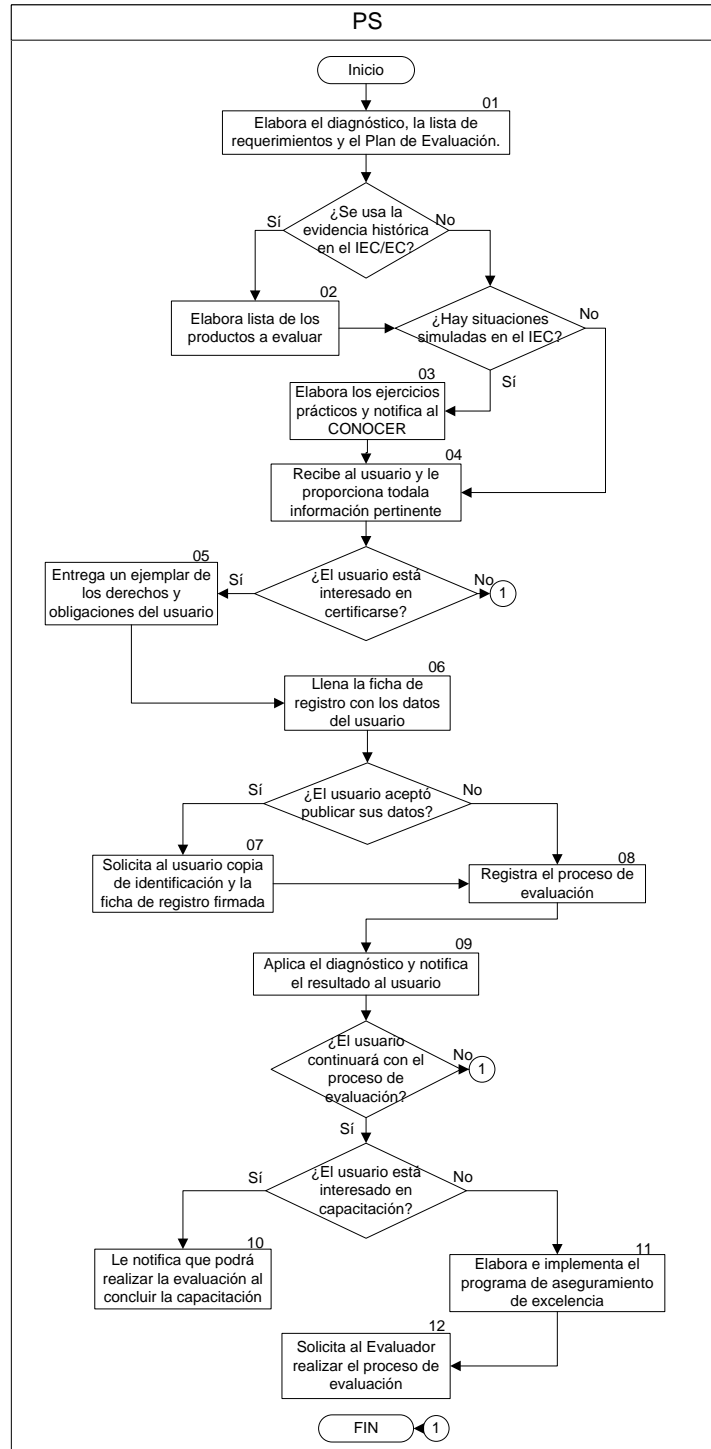 PS
Inicio
01
Elabora el diagnóstico, la lista de
requerimientos y el Plan de Evaluación.
¿Se usa la
evidencia histórica
en el IEC/EC?
Sí
No
02
Elabora lista de los
productos a evaluar
¿Hay situaciones
simuladas en el IEC?
No
Sí
03
Elabora los ejercicios
prácticos y notifica al
CONOCER
04
Recibe al usuario y le
proporciona todala
información pertinente
¿El usuario está
interesado en
certificarse?
Sí
No
1
05
Entrega un ejemplar de
los derechos y
obligaciones del usuario
06
Llena la ficha de
registro con los datos
del usuario
¿El usuario aceptó
publicar sus datos?
Sí
No
07
Solicita al usuario copia
de identificación y la
ficha de registro firmada
08
Registra el proceso de
evaluación
09
Aplica el diagnóstico y notifica
el resultado al usuario
¿El usuario
continuará con el
proceso de
evaluación?
No
1
Sí
¿El usuario está
interesado en
capacitación?
Sí
No
10
Le notifica que podrá
realizar la evaluación al
concluir la capacitación
11
Elabora e implementa el
programa de aseguramiento
de excelencia
12
Solicita al Evaluador
realizar el proceso de
evaluación
FIN
1